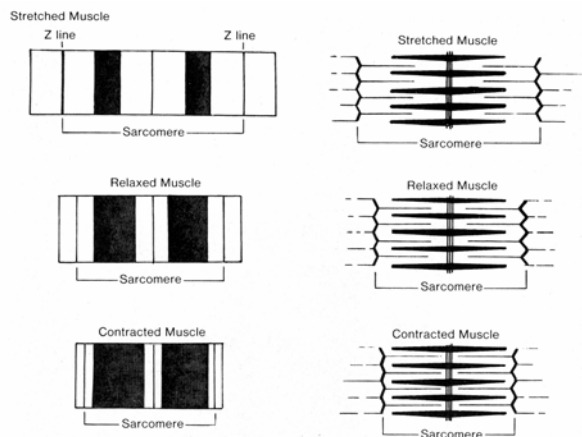 Stretched Muscle
Z line Z line
Sarcomere
Relaxed Muscle
Sarcomere
Contracted Muscle
Sarcomere
Stretched Muscle
Sarcomere
Relaxed Muscle
Sarcomere
Contracted Muscle
Sarcomere